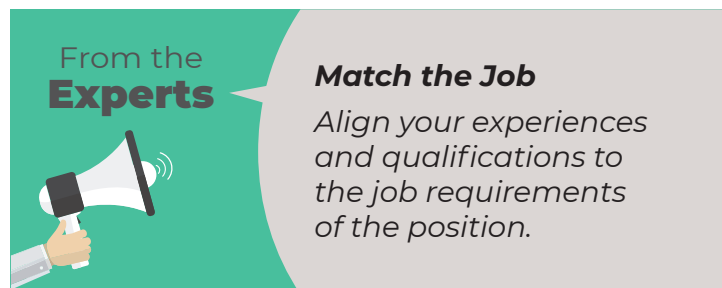 From the
Experts
Match the Job
Align your experiences
and qualifications to
the job requirements
of the position.